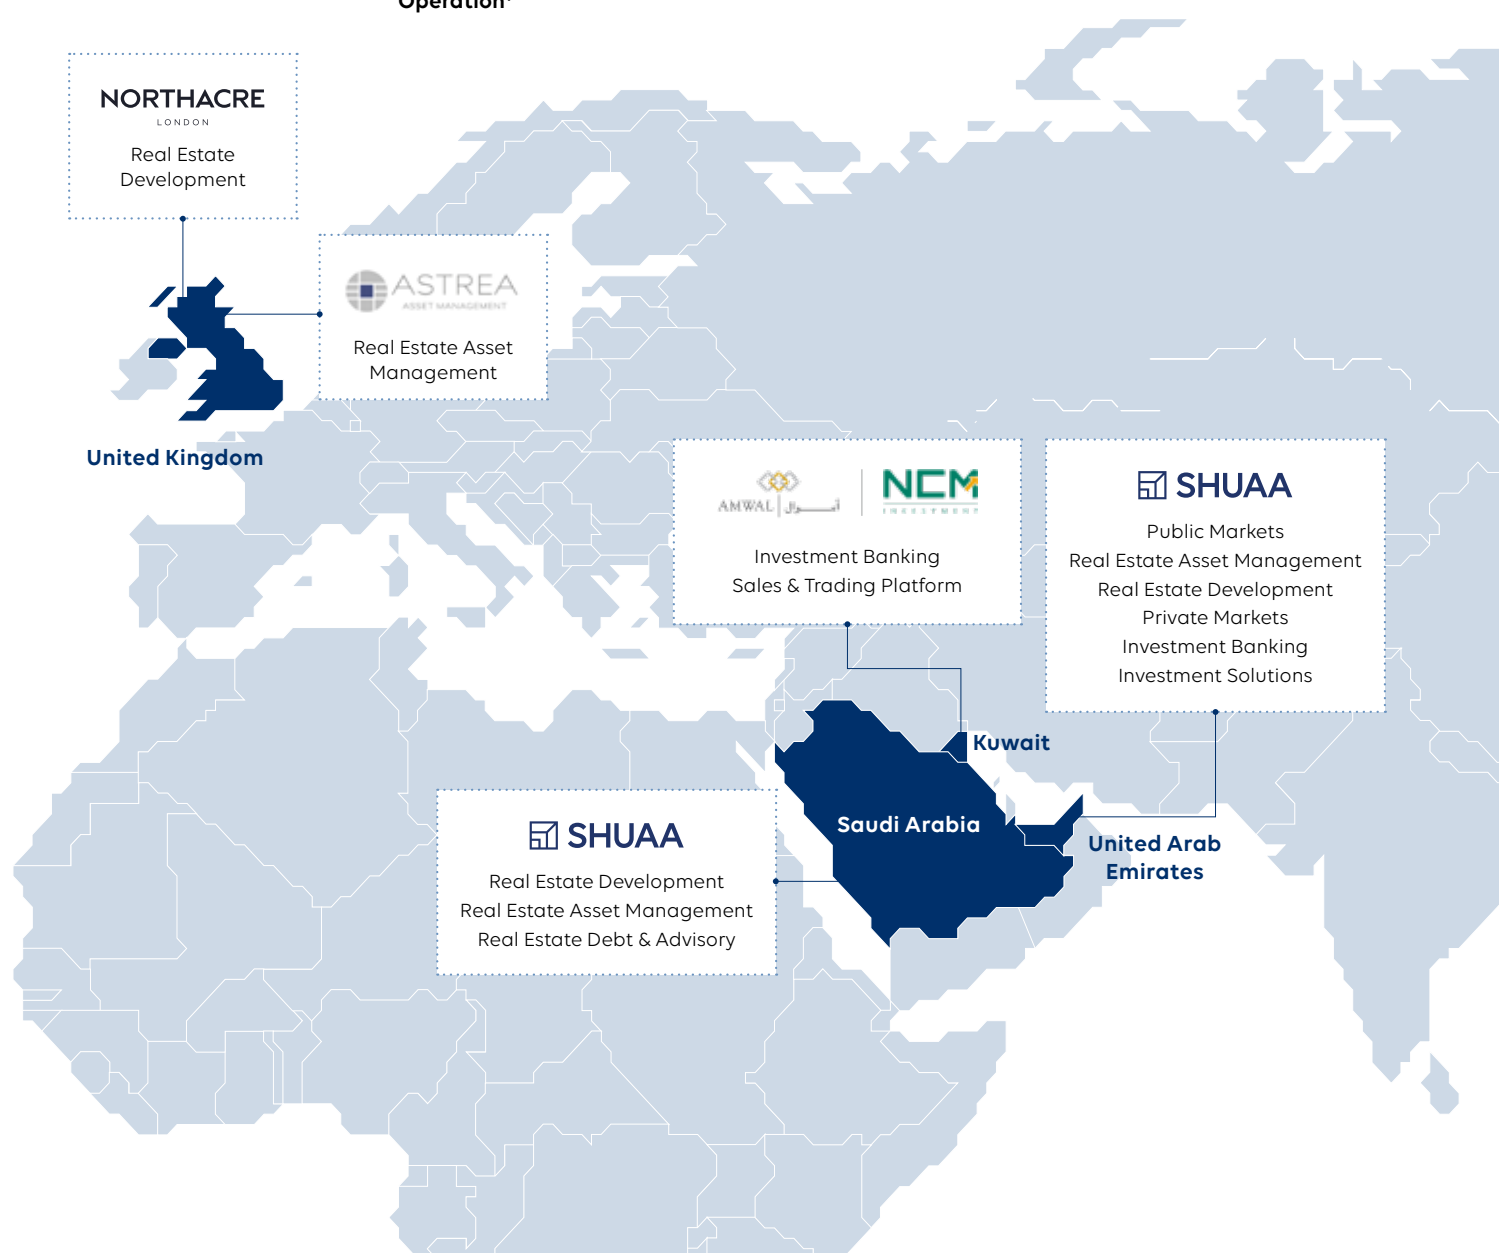 Operation
NORTHACRE
LONDON
Real Estate
Development
ASTREA
ASSET MANAGEMENT
Real Estate Asset
Management
United Kingdom
AMWAL أمـــوال
NCM
INVESTMENT
Investment Banking
Sales & Trading Platform
SHUAA
Public Markets
Real Estate Asset Management
Real Estate Development
Private Markets
Investment Banking
Investment Solutions
Kuwait
Saudi Arabia
United Arab
Emirates
SHUAA
Real Estate Development
Real Estate Asset Management
Real Estate Debt & Advisory